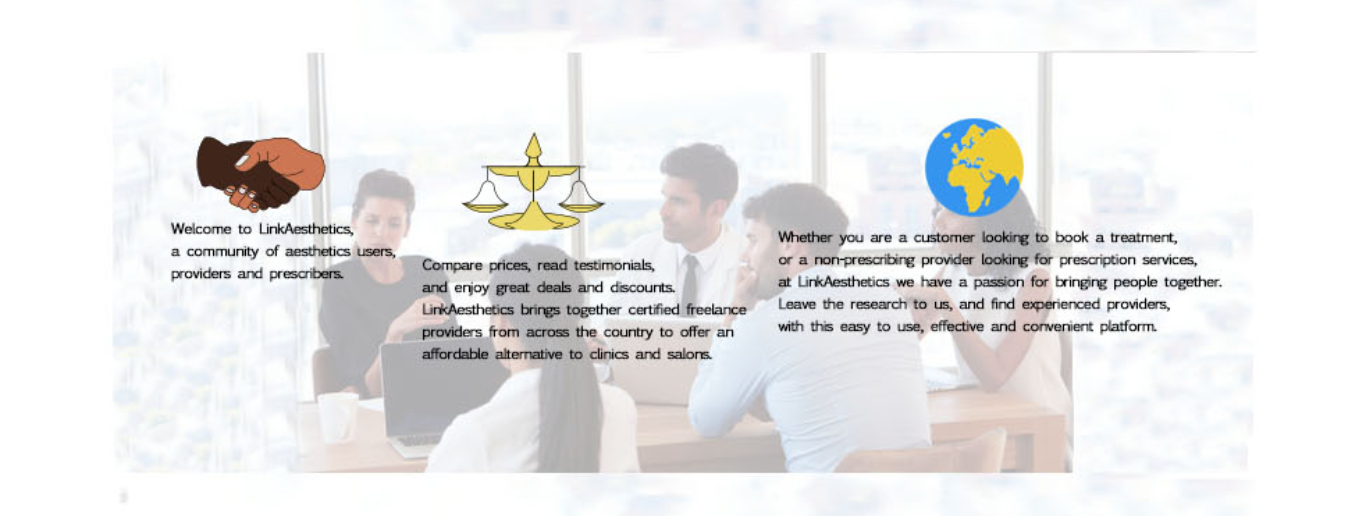 Welcome to LinkAesthetics,
a community of aesthetics users,
providers and prescribers.
Compare prices, read testimonials,
and enjoy great deals and discounts.
LinkAesthetics brings together certified freelance
providers from across the country to offer an
affordable alternative to clinics and salons.
Whether you are a customer looking to book a treatment,
or a non-prescribing provider looking for prescription services,
at LinkAesthetics we have a passion for bringing people together.
Leave the research to us, and find experienced providers,
with this easy to use, effective and convenient platform.